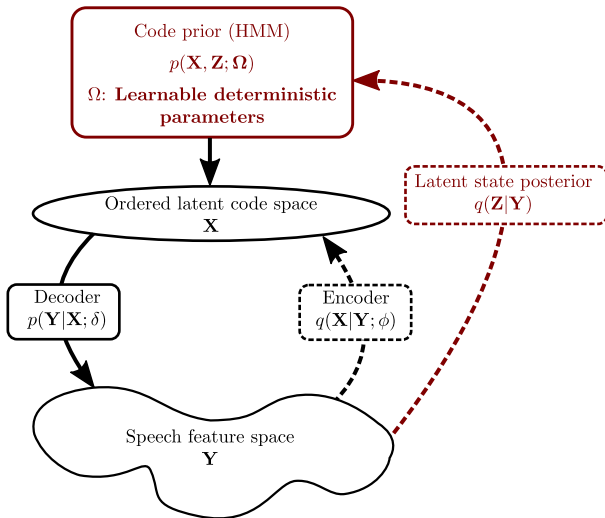 Code prior (HMM)
p(𝐗, 𝐙; 𝛀)
Ω: Learnable deterministic
parameters
Ordered latent code space
𝐗
Latent state posterior
q(𝐙|𝐘)
Decoder
p(𝐘|𝐗; δ)
Encoder
q(𝐗|𝐘; ϕ)
Speech feature space
𝐘